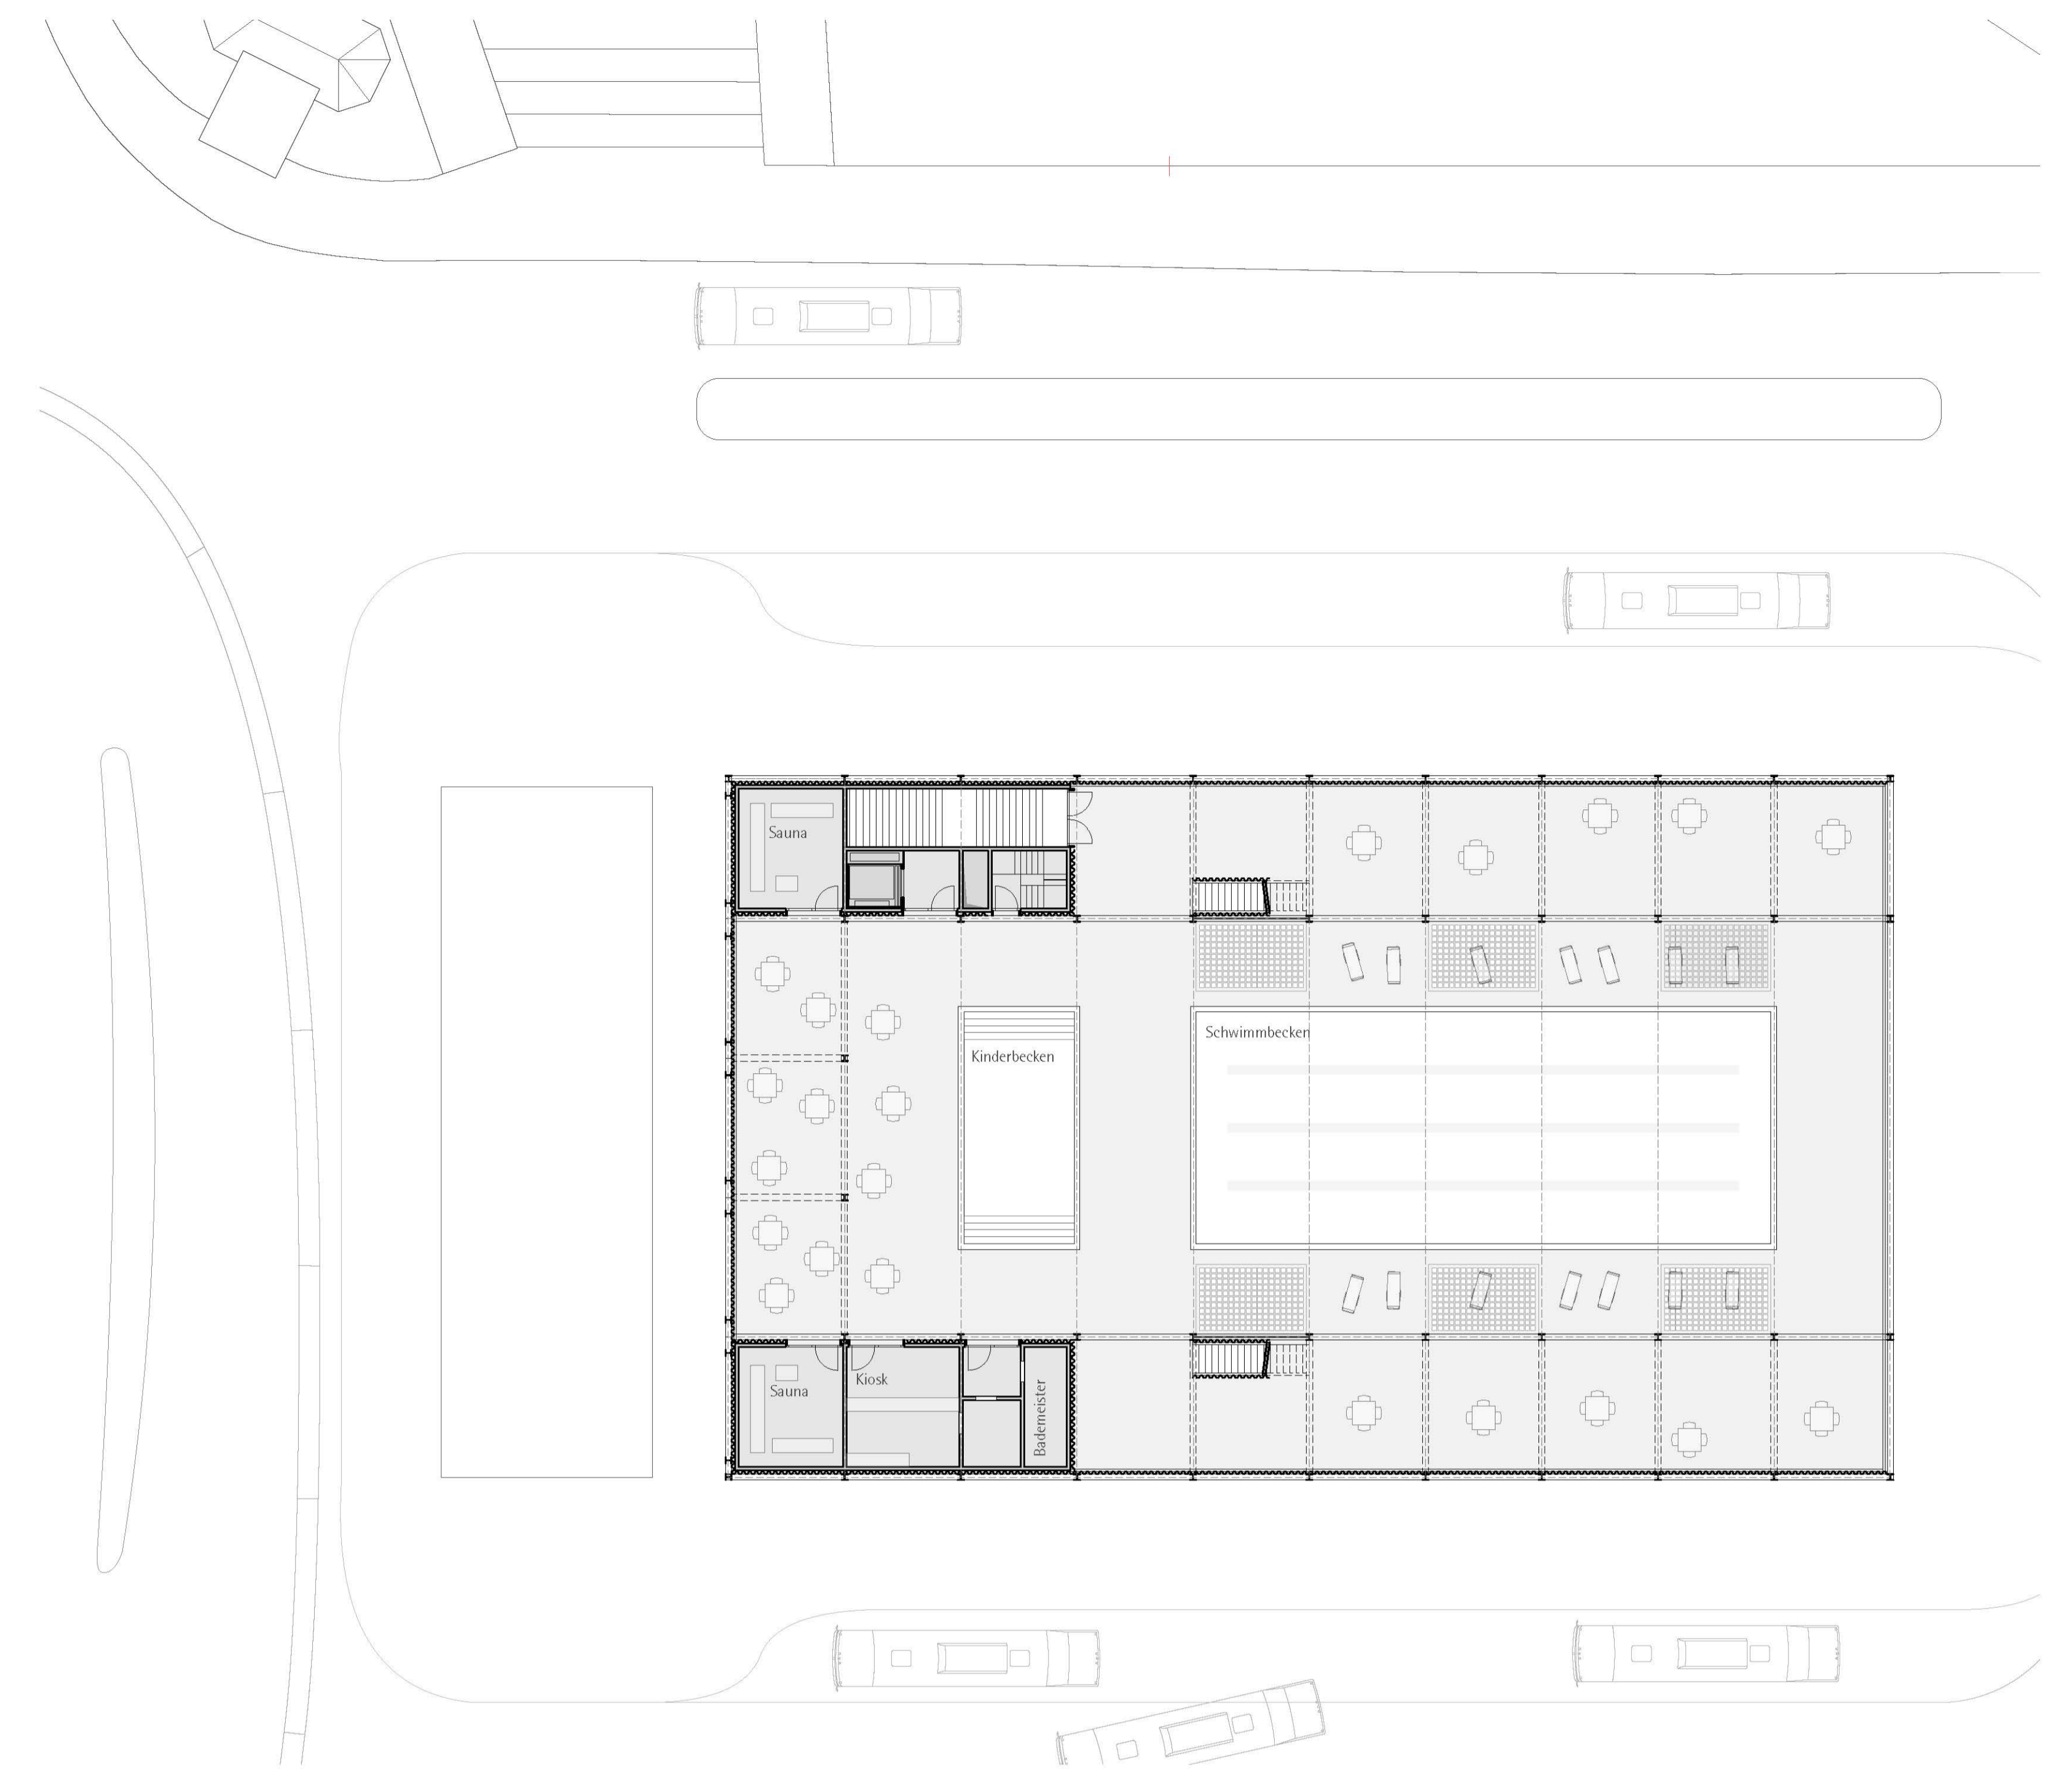 Sauna
Schwimmbecken
Kinderbecken
Kiosk
Sauna
Bademeister